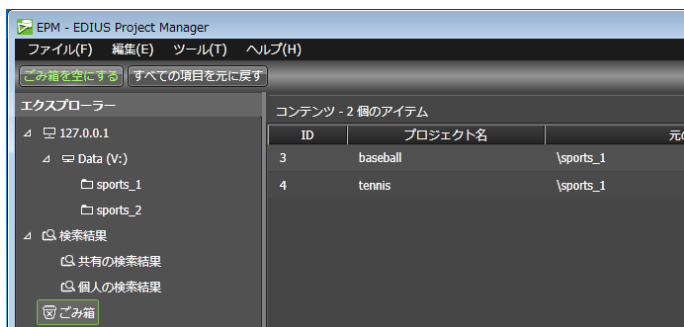 EPM - EDIUS Project Manager
ファイル(F) 編集(E) ツール(T) ヘルプ(H)
ごみ箱を空にする すべての項目を元に戻す
エクスプローラー
127.0.0.1
Data (V:)
sports_1
sports_2
検索結果
共有の検索結果
個人の検索結果
ごみ箱
コンテンツ - 2 個のアイテム
ID プロジェクト名 元の
3 baseball \sports_1
4 tennis \sports_1